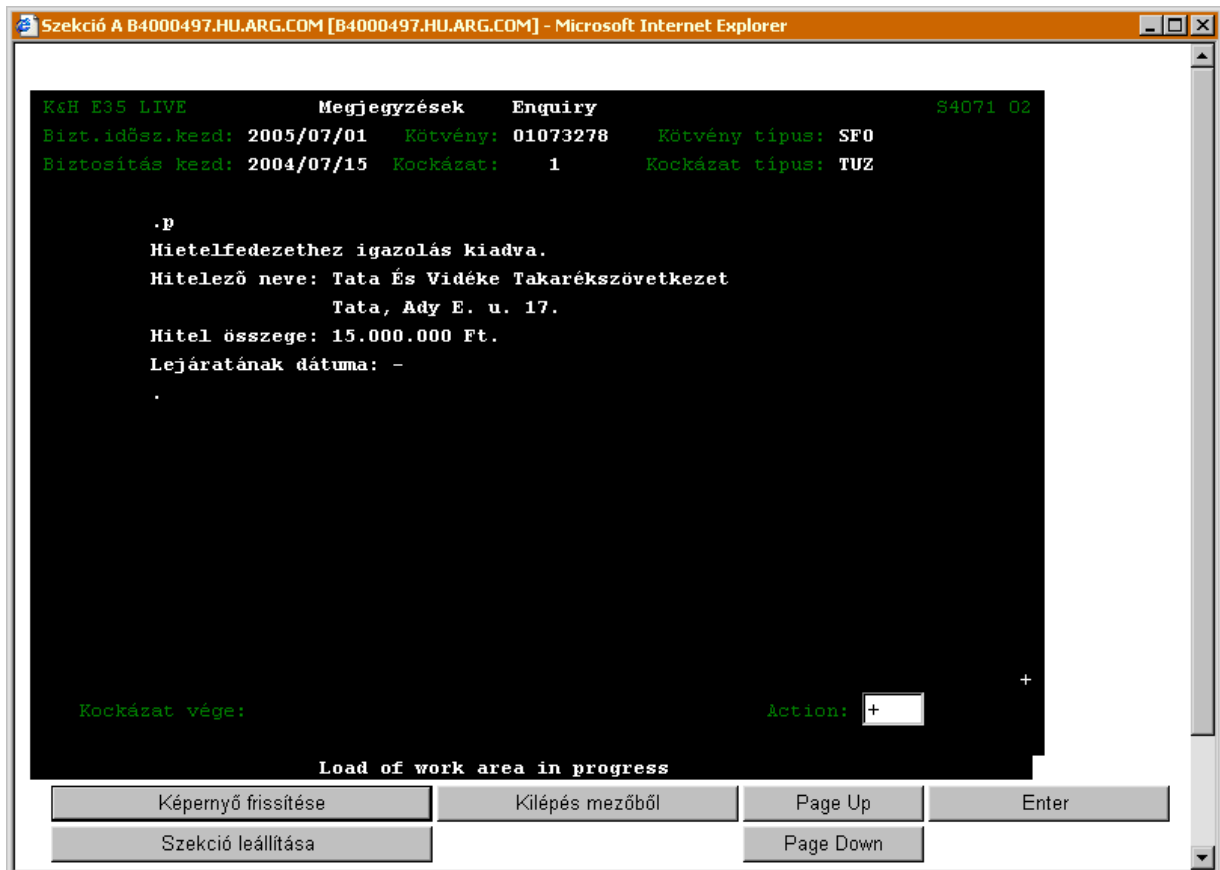 Szekció A B4000497.HU.ARG.COM [B4000497.HU.ARG.COM] - Microsoft Internet Explorer
K&H E35 LIVE Megjegyzések Enquiry S4071 02
Bizt.idősz.kezd: 2005/07/01 Kötvény: 01073278 Kötvény típus: SFO
Biztosítás kezd: 2004/07/15 Kockázat: 1 Kockázat típus: TUZ
.p
Hietelfedezethez igazolás kiadva.
Hitelező neve: Tata És Vidéke Takarékszövetkezet
Tata, Ady E. u. 17.
Hitel összege: 15.000.000 Ft.
Lejáratának dátuma: -
.
+
Kockázat vége: Action: +
Load of work area in progress
Képernyő frissítése Kilépés mezőből Page Up Enter
Szekció leállítása Page Down